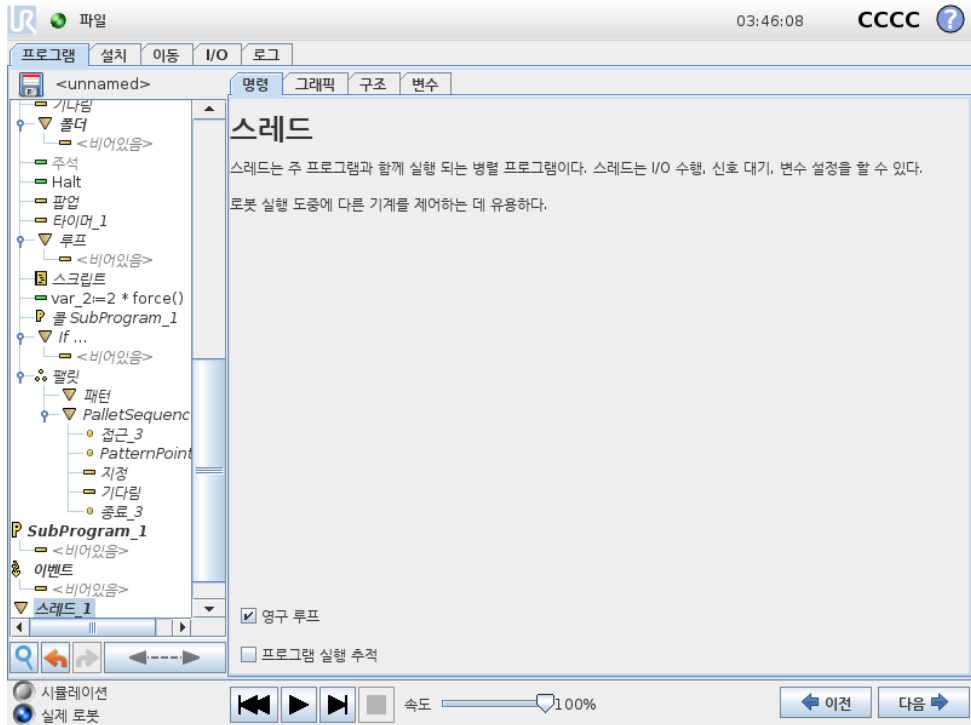 UR 파일 03:46:08 CCCC ?
프로그램 설치 이동 I/O 로그
<unnamed>
명령 그래픽 구조 변수
기다림
폴더
<비어있음>
주석
Halt
팝업
타이머_1
루프
<비어있음>
스크립트
var_2:=2 * force()
콜 SubProgram_1
If ...
<비어있음>
팰릿
패턴
PalletSequenc
접근_3
PatternPoint
지정
기다림
종료_3
SubProgram_1
<비어있음>
이벤트
<비어있음>
스레드_1
스레드
스레드는 주 프로그램과 함께 실행 되는 병렬 프로그램이다. 스레드는 I/O 수행, 신호 대기, 변수 설정을 할 수 있다.
로봇 실행 도중에 다른 기계를 제어하는 데 유용하다.
영구 루프
프로그램 실행 추적
시뮬레이션
실제 로봇
속도 100%
이전 다음